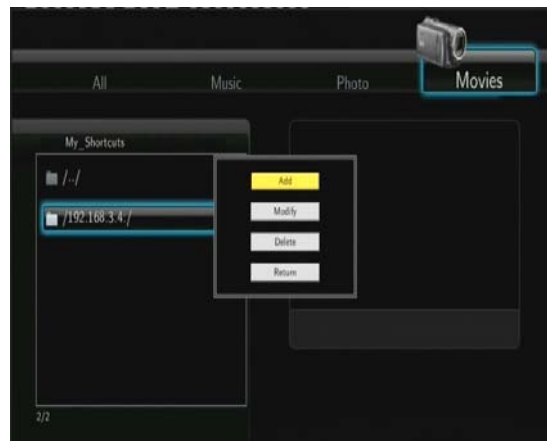 All Music Photo Movies
My_Shortcuts
/../
/192.168.3.4:/
Add
Modify
Delete
Return
2/2